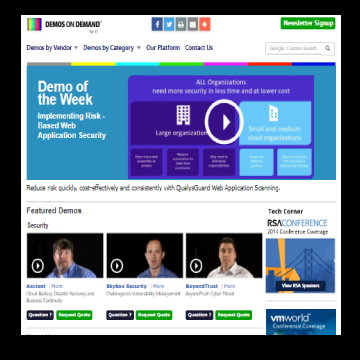 DEMOS ON DEMAND
Newsletter Signup
Demos by Vendor Demos by Category Our Platform Contact Us
Google Custom Search
Demo of
the Week
Implementing Risk -
Based Web
Application Security
ALL Organizations
need more security in less time and at lower cost
Large organizations
Small and medium
sized organizations
Reduce risk quickly, cost-effectively and consistently with QualysGuard Web Application Scanning.
Featured Demos
Tech Corner
Security
RSACONFERENCE
2014 Conference Coverage
View RSA Speakers
Axcient | More
Cloud Backup, Disaster Recovery and
Business Continuity
Skybox Security | More
Challenges in Vulnerability Management
BeyondTrust | More
BeyondTrust Cyber Threat
Question ? Request Quote
Question ? Request Quote
Question ? Request Quote
vmworld
Conference Coverage